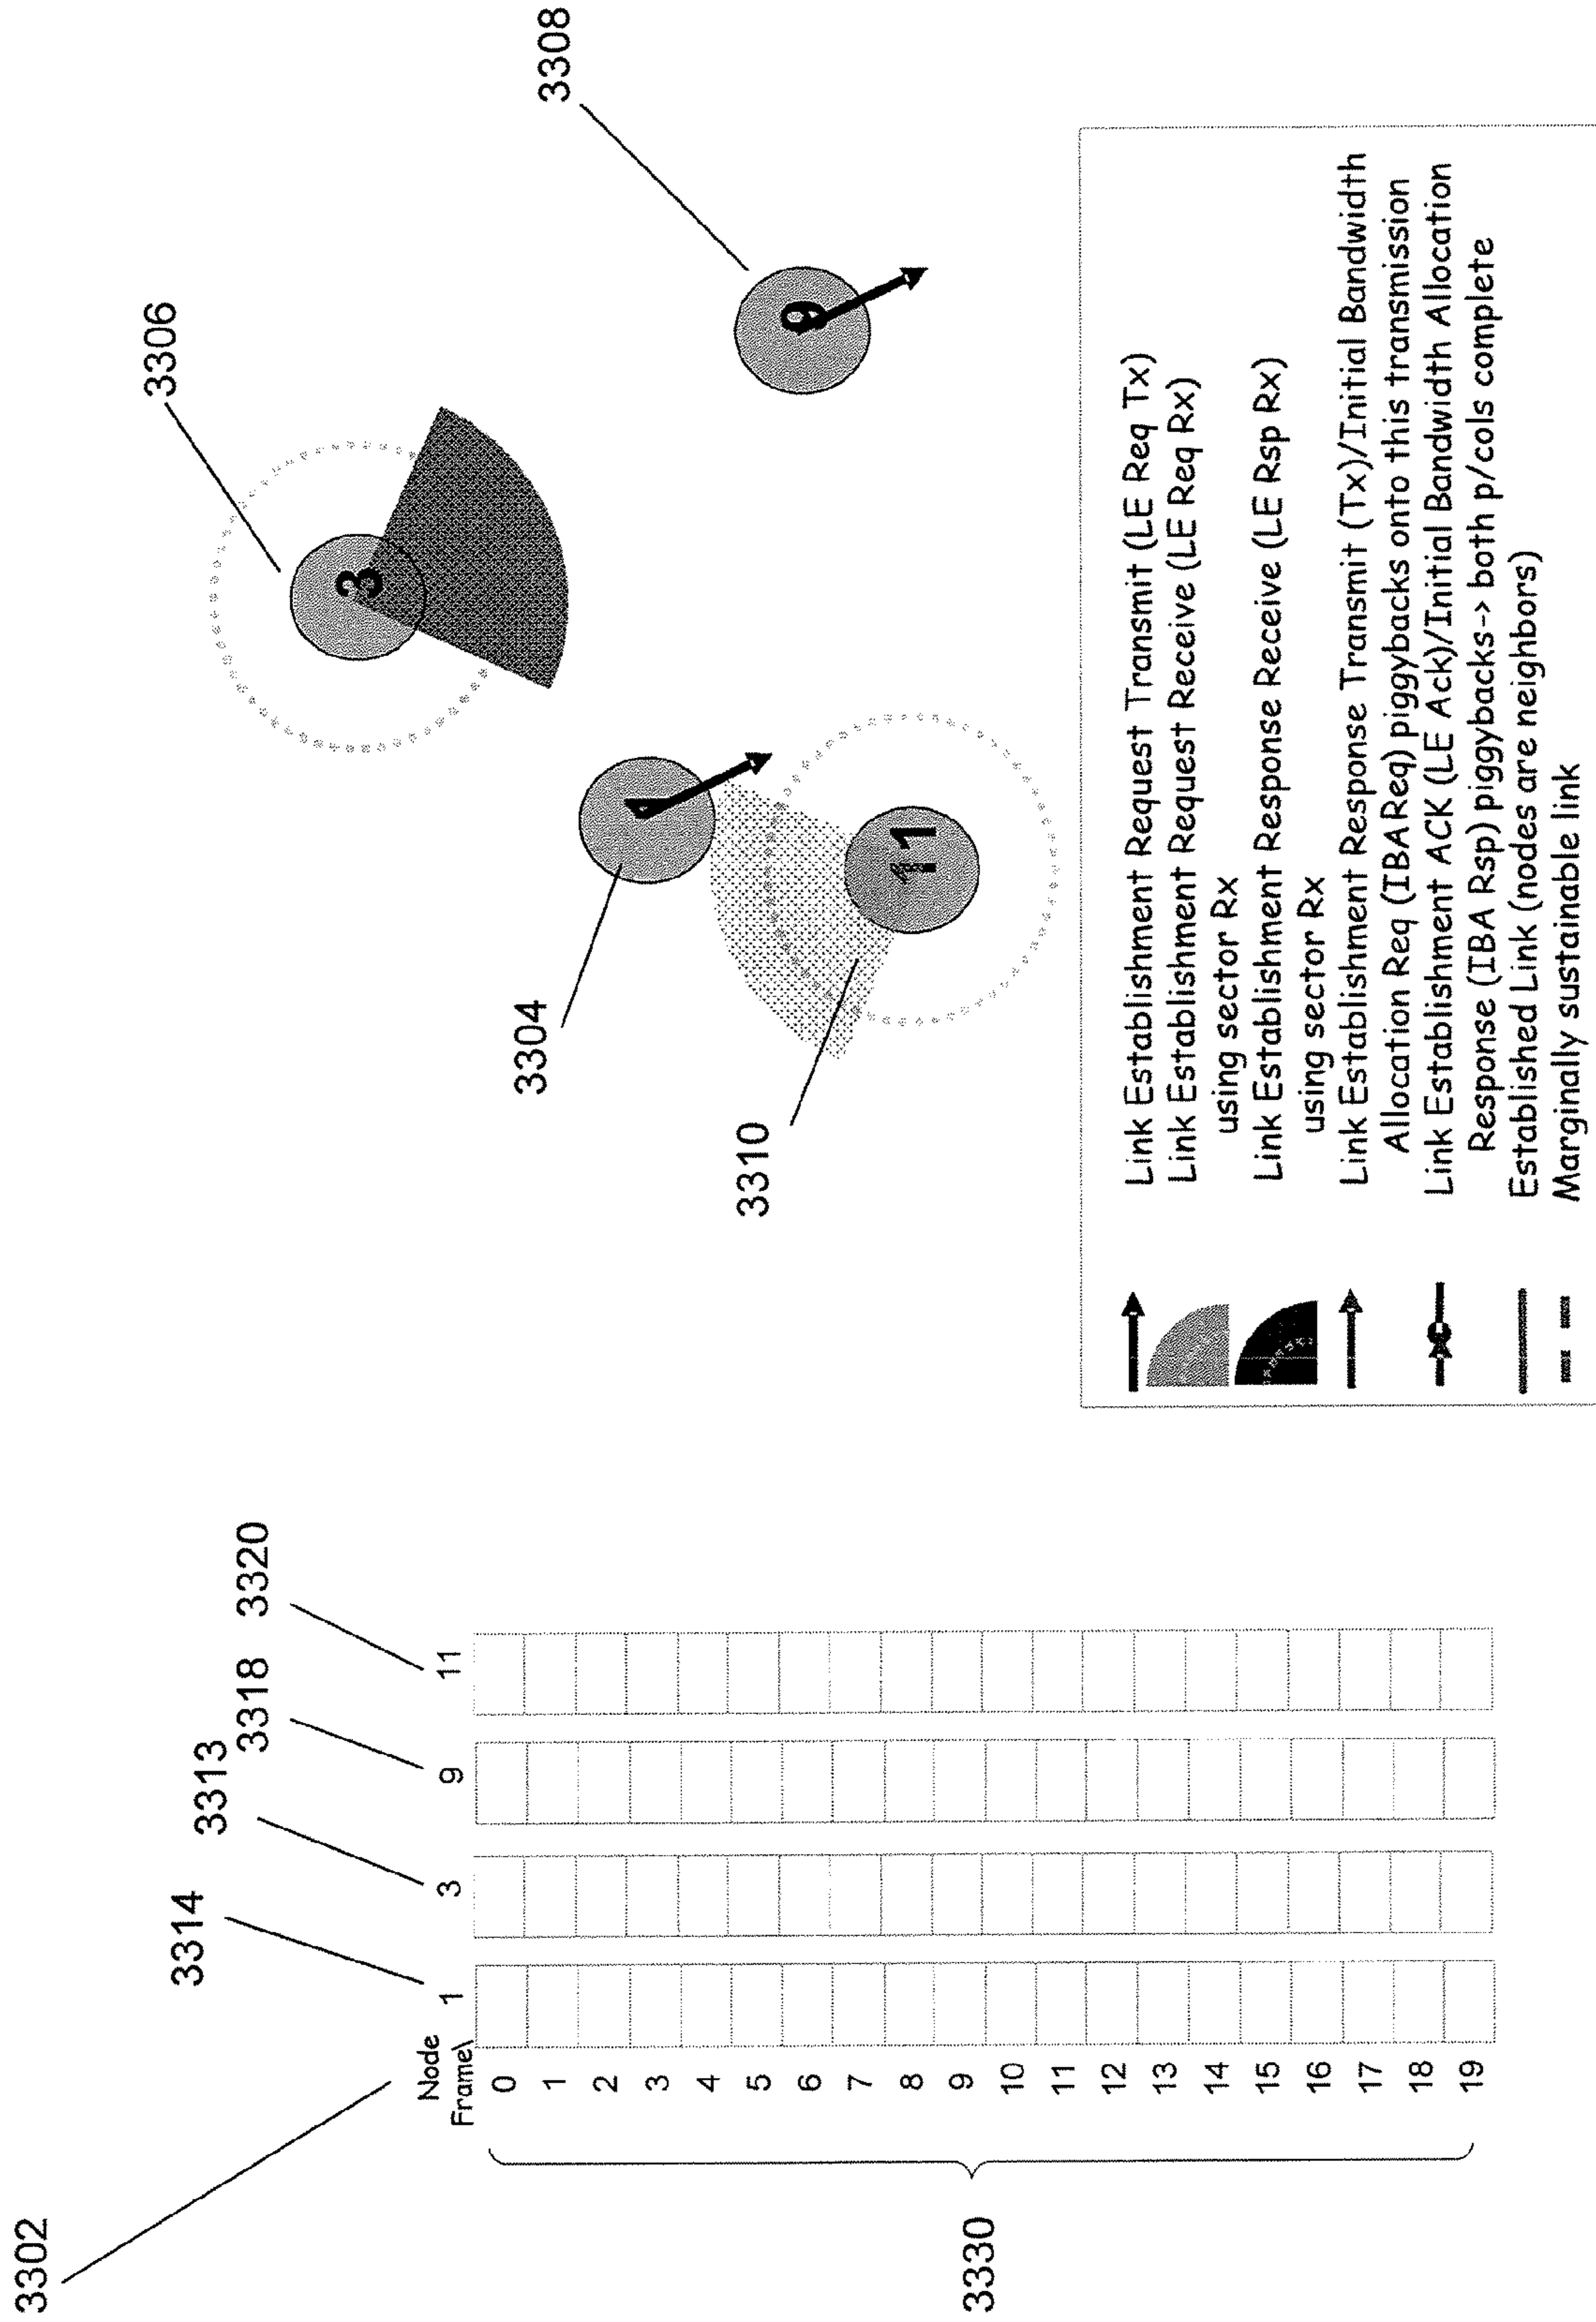 3302
3314
3313
3318
3320
Node
Frame\
1
3
9
11
0
1
2
3
4
5
6
7
8
9
10
11
12
13
14
15
16
17
18
19
3330
3306
3308
3304
3310
3
9
1
11
Link Establishment Request Transmit (LE Req Tx)
Link Establishment Request Receive (LE Req Rx)
using sector Rx
Link Establishment Response Receive (LE Rsp Rx)
using sector Rx
Link Establishment Response Transmit (Tx)/Initial Bandwidth
Allocation Req (IBA Req) piggybacks onto this transmission
Link Establishment ACK (LE Ack)/Initial Bandwidth Allocation
Response (IBA Rsp) piggybacks-> both p/cols complete
Established Link (nodes are neighbors)
Marginally sustainable link